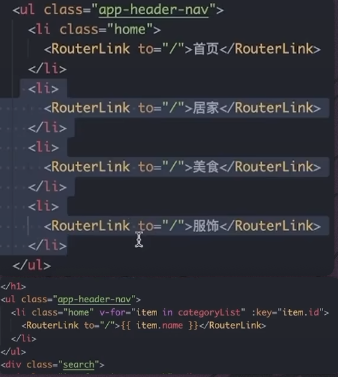 <ul class="app-header-nav">
<li class="home">
<RouterLink to="/">首页</RouterLink>
</li>
<li>
<RouterLink to="/">居家</RouterLink>
</li>
<li>
<RouterLink to="/">美食</RouterLink>
</li>
<li>
<RouterLink to="/">服饰</RouterLink>
</li>
</ul>
</h1>
<ul class="app-header-nav">
<li class="home" v-for="item in categoryList" :key="item.id">
<RouterLink to="/">{{ item.name }}</RouterLink>
</li>
</ul>
<div class="search">